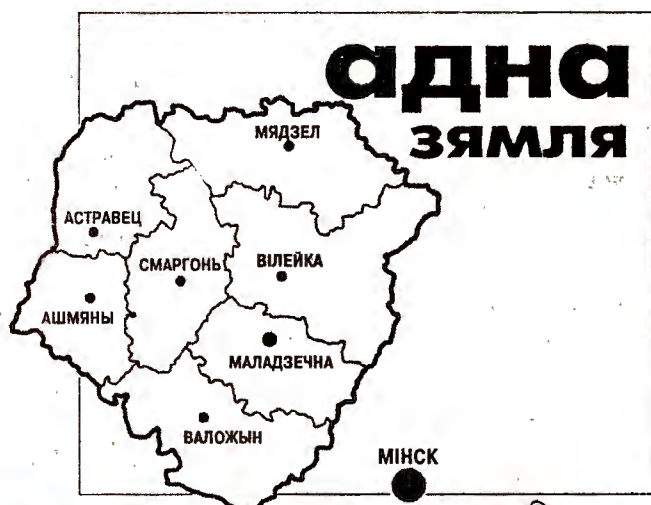 адна
зямля
МЯДЗЕЛ
АСТРАВЕЦ
СМАРГОНЬ
ВІЛЕЙКА
АШМЯНЫ
МАЛАДЗЕЧНА
ВАЛОЖЫН
МІНСК